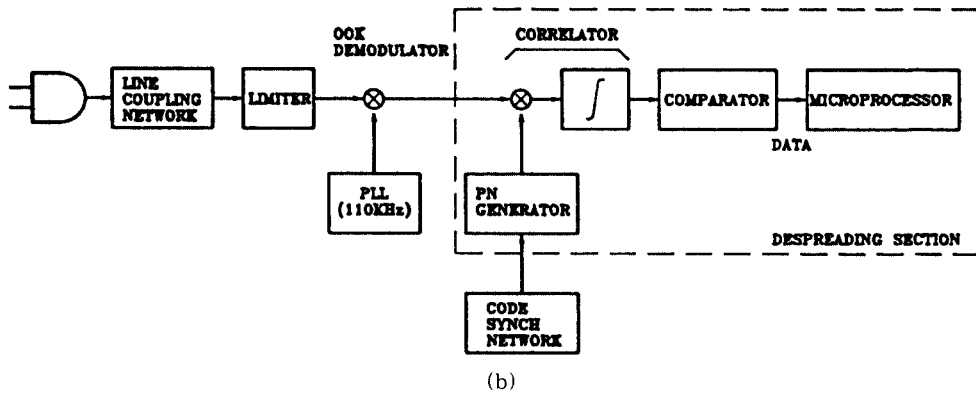 OOK
DEMODULATOR
CORRELATOR
LINE
COUPLING
NETWORK
LIMITER
∫
COMPARATOR
MICROPROCESSOR
DATA
PLL
(110KHz)
PN
GENERATOR
DESPREADING SECTION
CODE
SYNCH
NETWORK
(b)